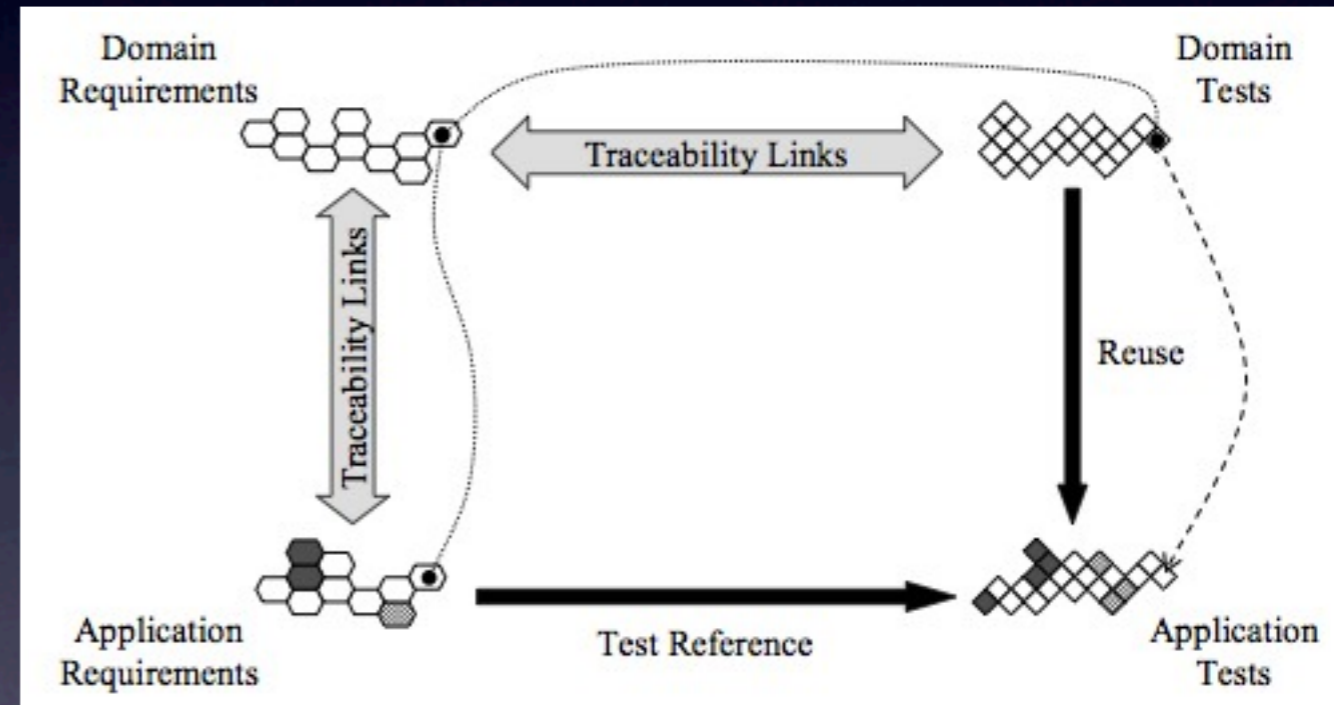 Domain
Requirements
Domain
Tests
Traceability Links
Traceability Links
Reuse
Application
Requirements
Test Reference
Application
Tests